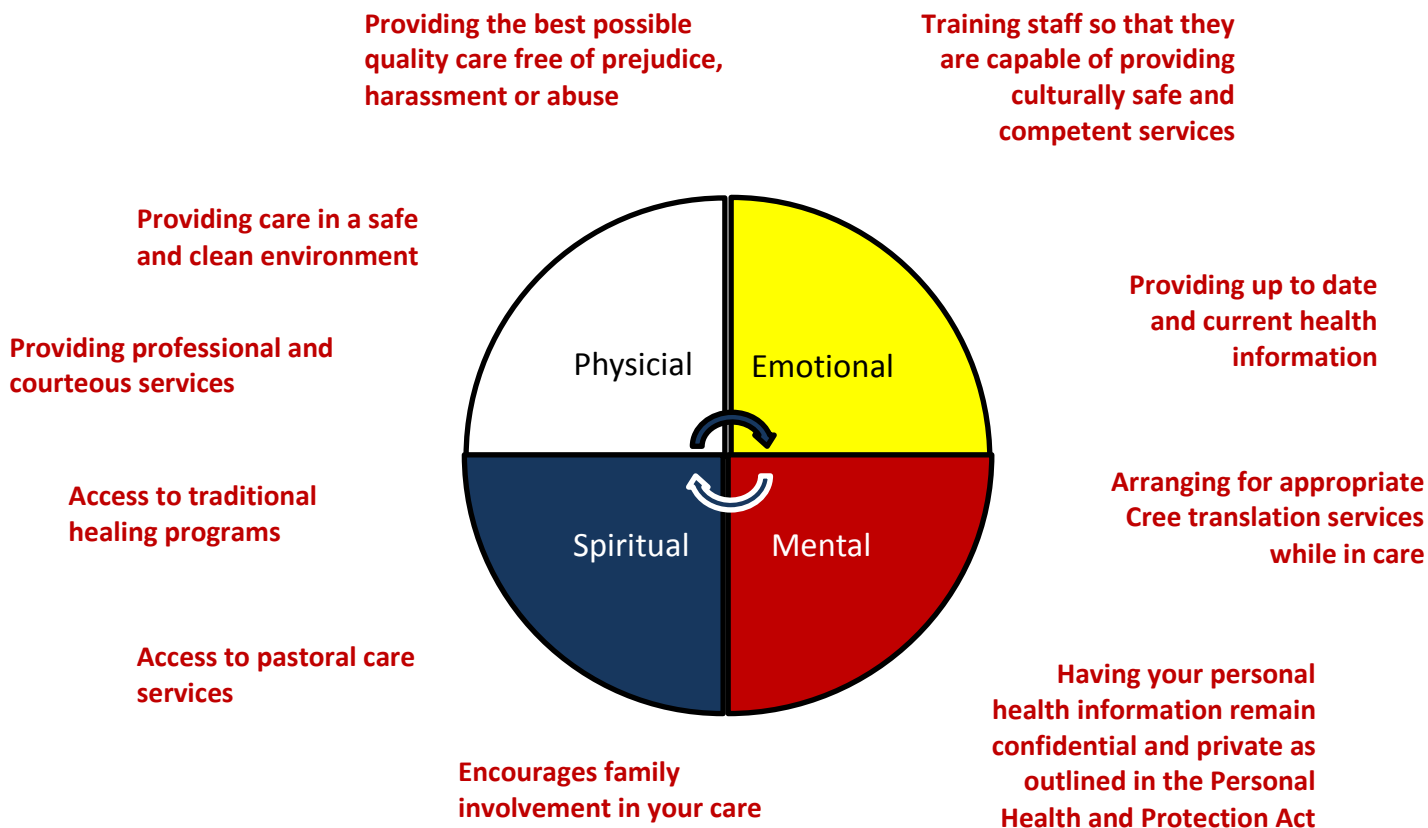 Providing the best possible
quality care free of prejudice,
harassment or abuse
Training staff so that they
are capable of providing
culturally safe and
competent services
Providing care in a safe
and clean environment
Providing up to date
and current health
information
Providing professional and
courteous services
Physicial
Emotional
Access to traditional
healing programs
Arranging for appropriate
Cree translation services
while in care
Spiritual
Mental
Access to pastoral care
services
Having your personal
health information remain
confidential and private as
outlined in the Personal
Health and Protection Act
Encourages family
involvement in your care